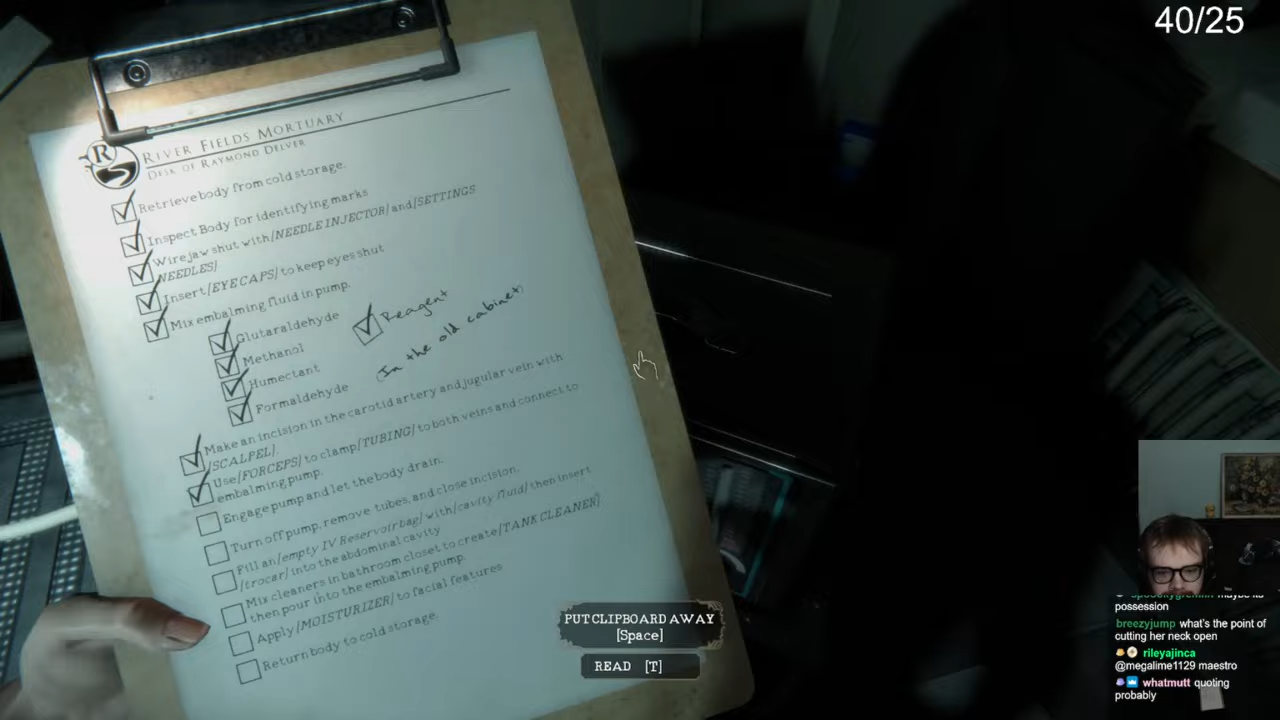 40/25
RIVER FIELDS MORTUARY
DESK OF RAYMOND DELVER
R
Retrieve body from cold storage.
Inspect Body for identifying marks
Wire jaw shut with [NEEDLE INJECTOR] and [SETTINGS
NEEDLES]
Insert [EYE CAPS] to keep eyes shut
Mix embalming fluid in pump.
Glutaraldehyde
Reagent
Methanol
In the old cabinet
Humectant
Formaldehyde
Make an incision in the carotid artery and jugular vein with
[SCALPEL].
Use [FORCEPS] to clamp [TUBING] to both veins and connect to
embalming pump.
Engage pump and let the body drain.
Turn off pump, remove tubes, and close incision.
Fill an [empty IV Reservoir bag] with [cavity fluid] then insert
[trocar] into the abdominal cavity
Mix cleaners in bathroom closet to create [TANK CLEANER]
then pour into the embalming pump.
Apply [MOISTURIZER] to facial features
Return body to cold storage.
PUT CLIPBOARD AWAY
[Space]
READ [T]
possession
breezyjump what's the point of
cutting her neck open
rileyajinca
@megalime1129 maestro
whatmutt quoting
probably